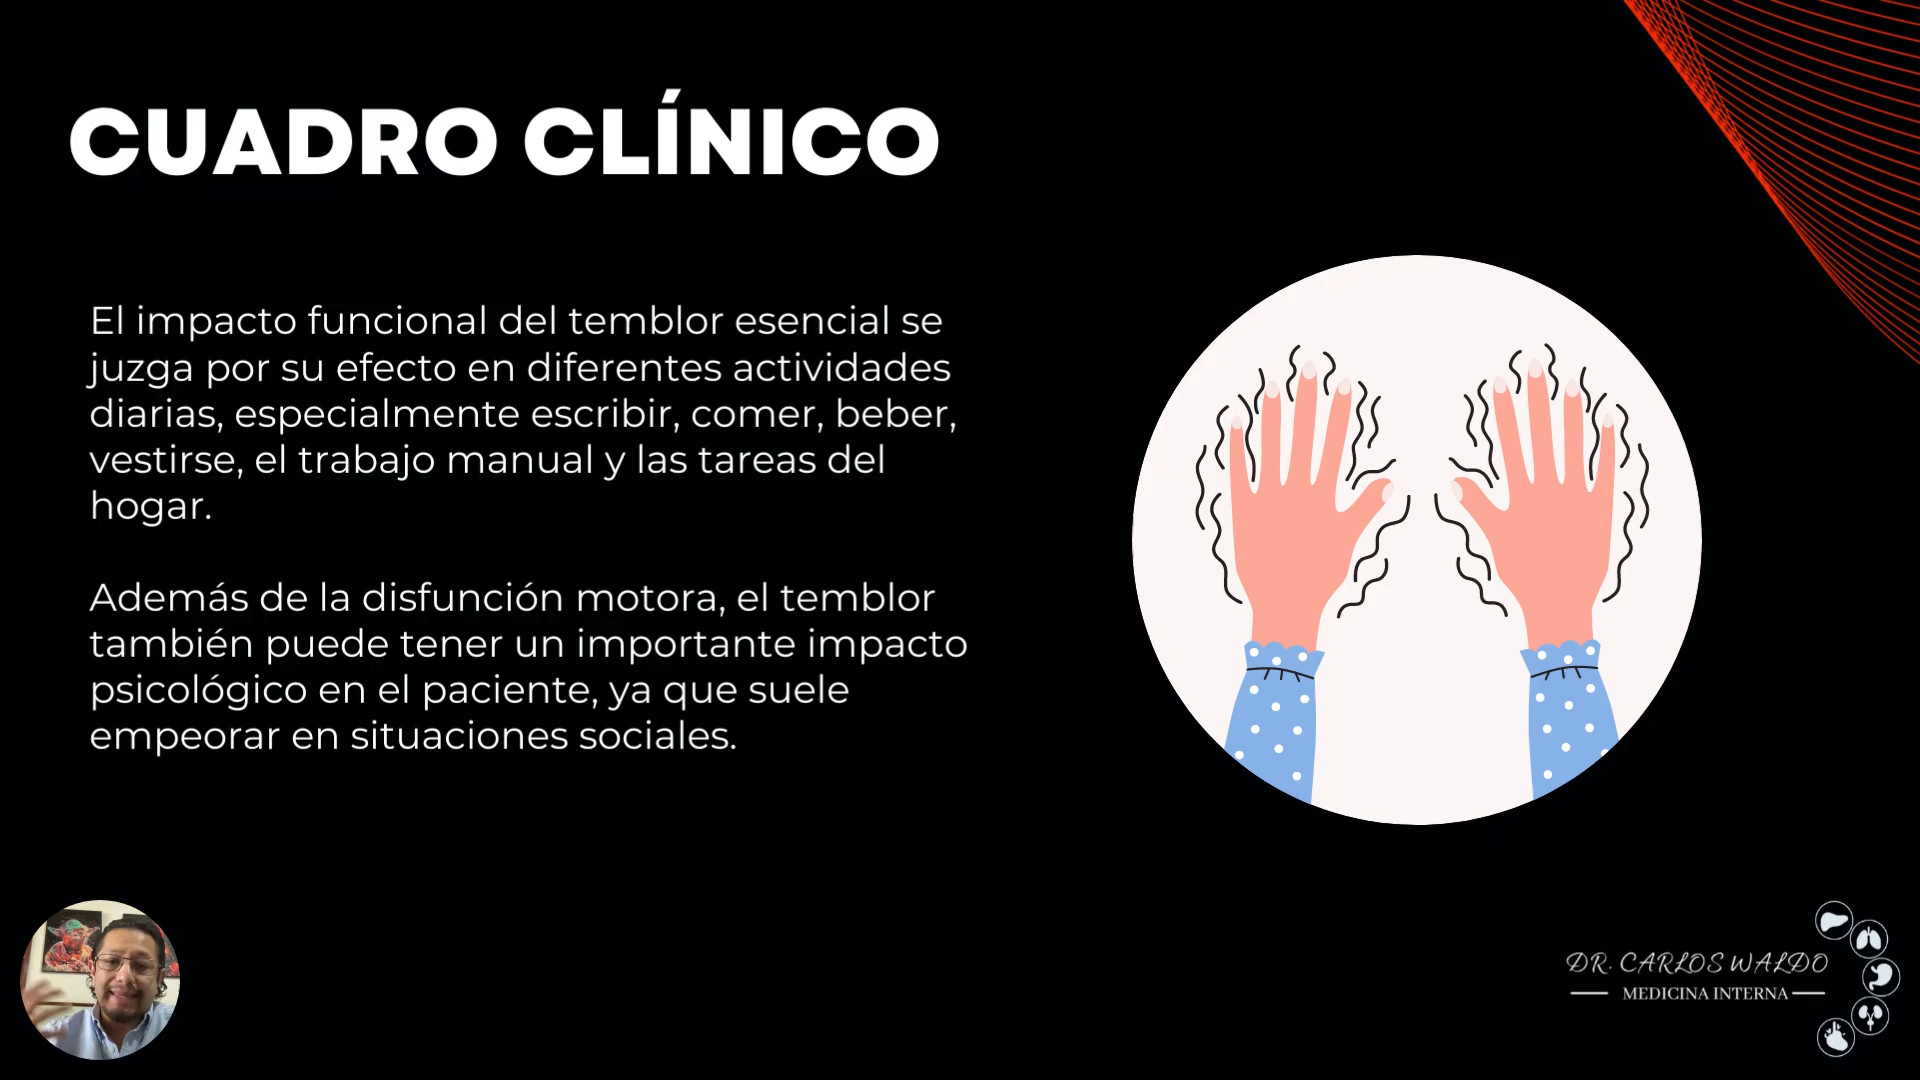 CUADRO CLÍNICO
El impacto funcional del temblor esencial se
juzga por su efecto en diferentes actividades
diarias, especialmente escribir, comer, beber,
vestirse, el trabajo manual y las tareas del
hogar.
Además de la disfunción motora, el temblor
también puede tener un importante impacto
psicológico en el paciente, ya que suele
empeorar en situaciones sociales.
DR. CARLOS WALDO
MEDICINA INTERNA